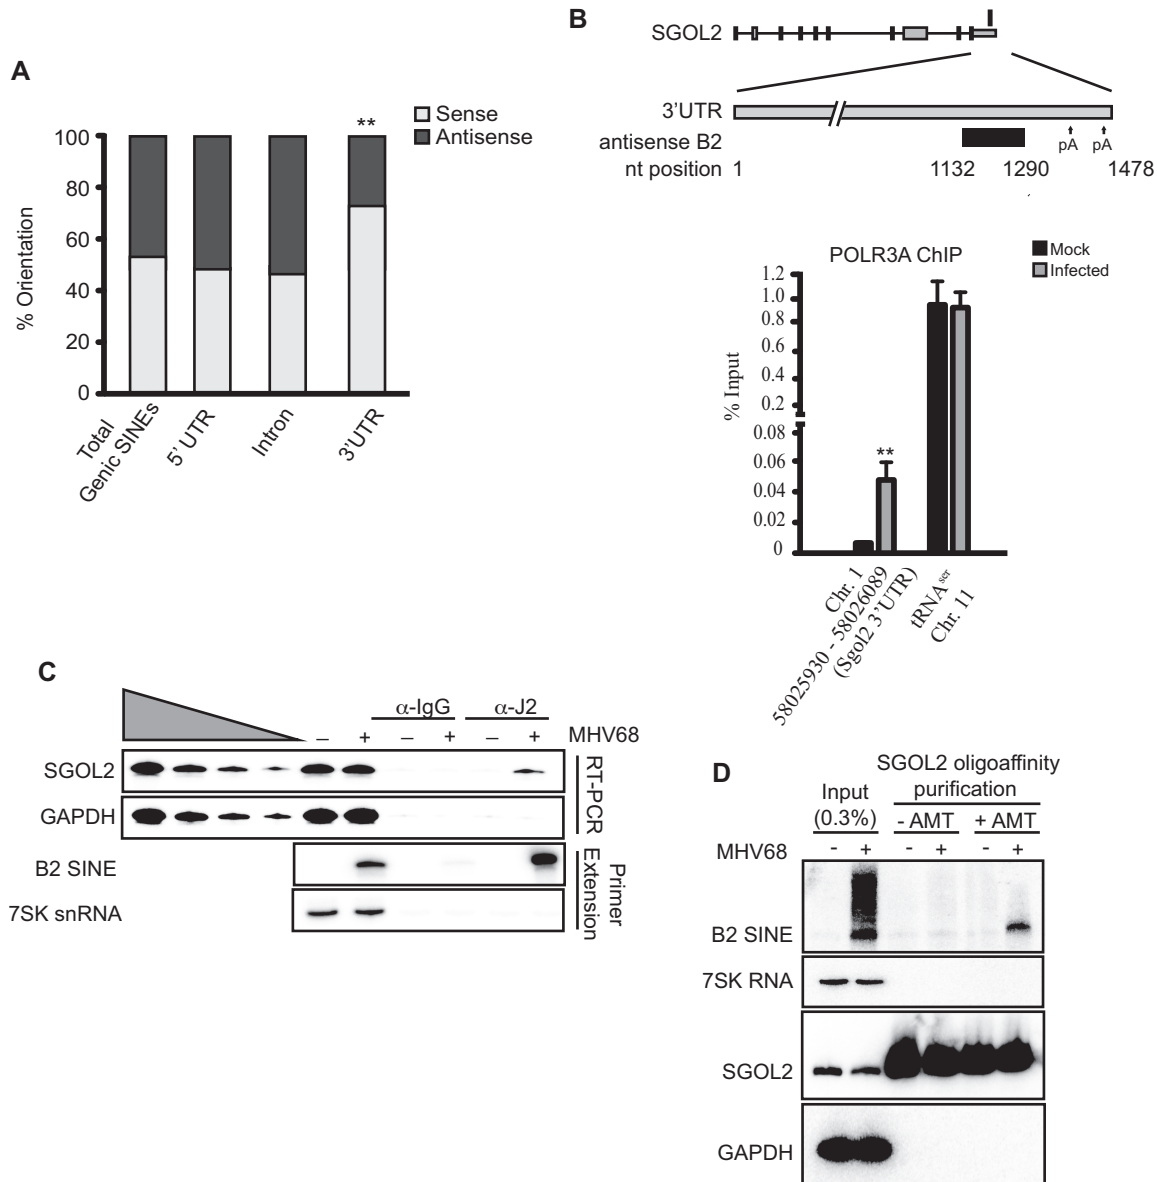 A
Sense
Antisense
**
100
80
60
40
20
0
% Orientation
Total
Genic SINEs
5' UTR
Intron
3'UTR
B
SGOL2
3'UTR
antisense B2
pA pA
nt position 1 1132 1290 1478
POLR3A ChIP
Mock
Infected
1.2
1.0
0.8
0.6
0.4
0.2
0.08
0.06
0.04
0.02
0
% Input
**
Chr. 1
58025930 - 58026089
(Sgol2 3'UTR)
tRNAser
Chr. 11
C
α-IgG α-J2
– + – + – + MHV68
SGOL2
GAPDH
RT-PCR
B2 SINE
7SK snRNA
Primer
Extension
D
SGOL2 oligoaffinity
purification
Input
(0.3%)
- AMT + AMT
MHV68 - + - + - +
B2 SINE
7SK RNA
SGOL2
GAPDH